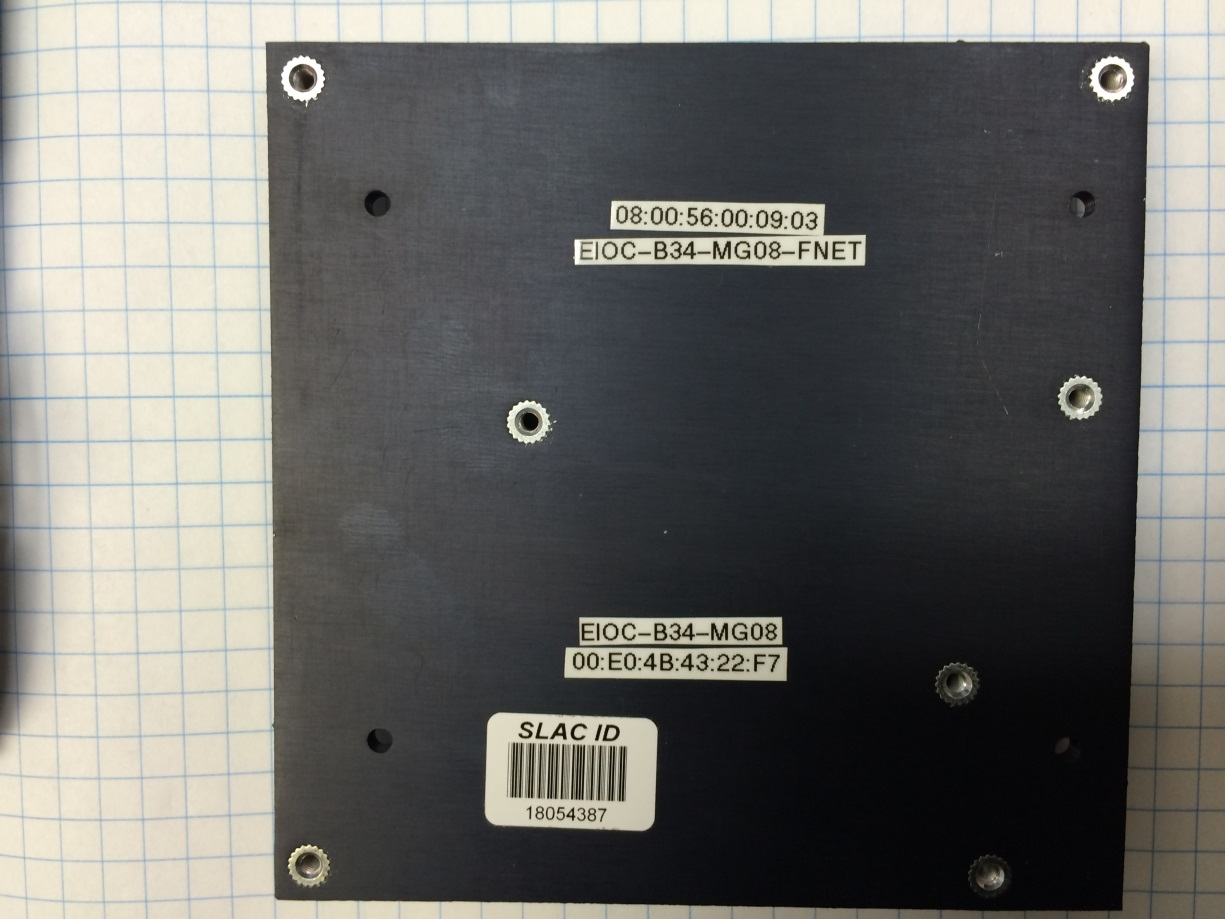 08:00:56:00:09:03
EIOC-B34-MG08-FNET
EIOC-B34-MG08
00:E0:4B:43:22:F7
SLAC ID
18054387